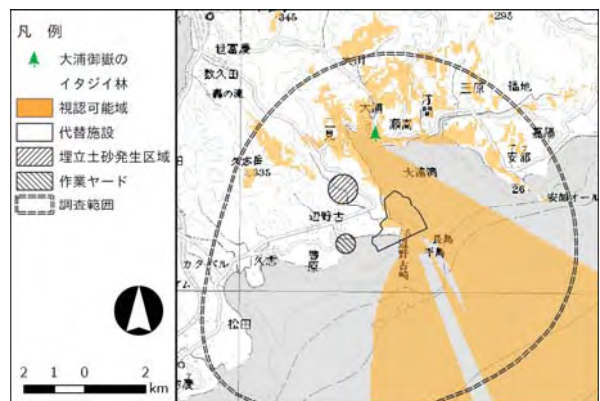 凡 例
大浦御嶽の
イタジイ林
視認可能域
代替施設
埋立土砂発生区域
作業ヤード
調査範囲
2 1 0 2
km
345
295
世冨慶
数久田
轟の滝
大浦
瀬高
汀間
三原
福地
嘉陽
安部
二見
久志岳
335
大浦湾
26
安部オール
辺野古
辺野古崎
長島
平島
久志
豊原
カタバル
松田